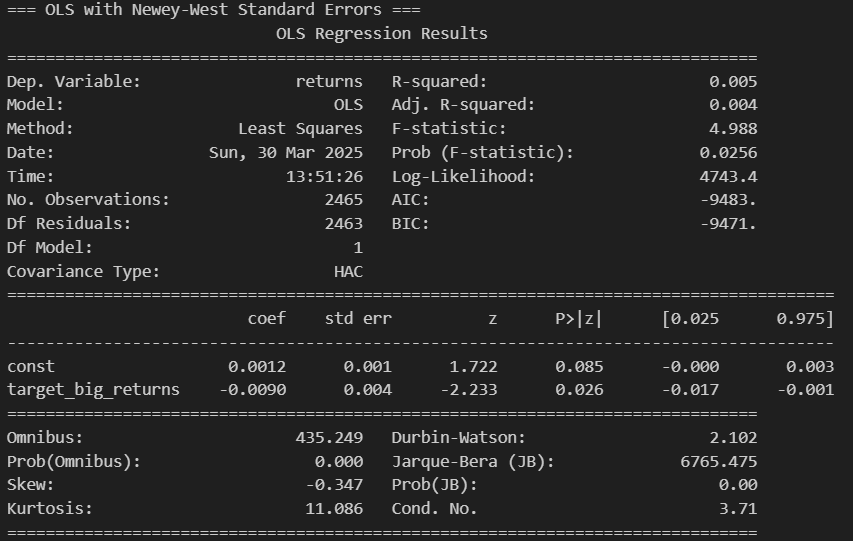 === OLS with Newey-West Standard Errors ===
                            OLS Regression Results
==============================================================================
Dep. Variable:                returns   R-squared:                       0.005
Model:                            OLS   Adj. R-squared:                  0.004
Method:                 Least Squares   F-statistic:                     4.988
Date:                Sun, 30 Mar 2025   Prob (F-statistic):             0.0256
Time:                        13:51:26   Log-Likelihood:                 4743.4
No. Observations:                2465   AIC:                            -9483.
Df Residuals:                    2463   BIC:                            -9471.
Df Model:                           1
Covariance Type:                  HAC
======================================================================================
                         coef    std err          z      P>|z|      [0.025      0.975]
--------------------------------------------------------------------------------------
const                  0.0012      0.001      1.722      0.085      -0.000       0.003
target_big_returns    -0.0090      0.004     -2.233      0.026      -0.017      -0.001
==============================================================================
Omnibus:                      435.249   Durbin-Watson:                   2.102
Prob(Omnibus):                  0.000   Jarque-Bera (JB):             6765.475
Skew:                          -0.347   Prob(JB):                         0.00
Kurtosis:                      11.086   Cond. No.                         3.71
==============================================================================